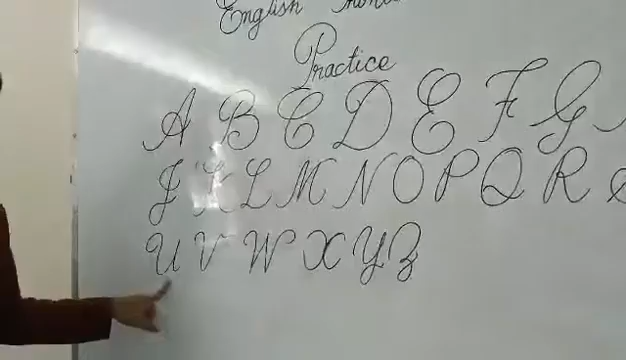 English
Practice
A B C D E F G
J K L M N O P Q R
U V W X Y Z